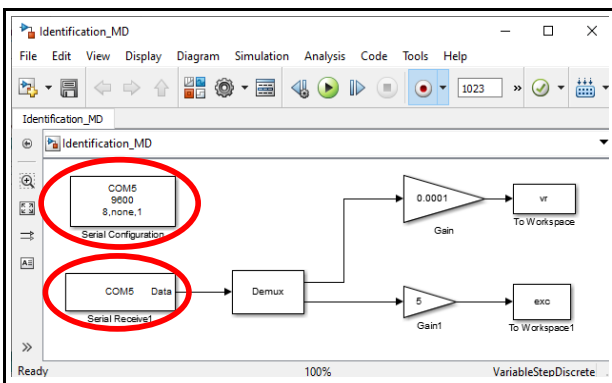 Identification_MD
File Edit View Display Diagram Simulation Analysis Code Tools Help
1023
Identification_MD
Identification_MD
COM5
9600
8,none,1
Serial Configuration
0.0001
Gain
vr
To Workspace
COM5 Data
Serial Receive1
Demux
5
Gain1
exc
To Workspace1
Ready 100% VariableStepDiscrete